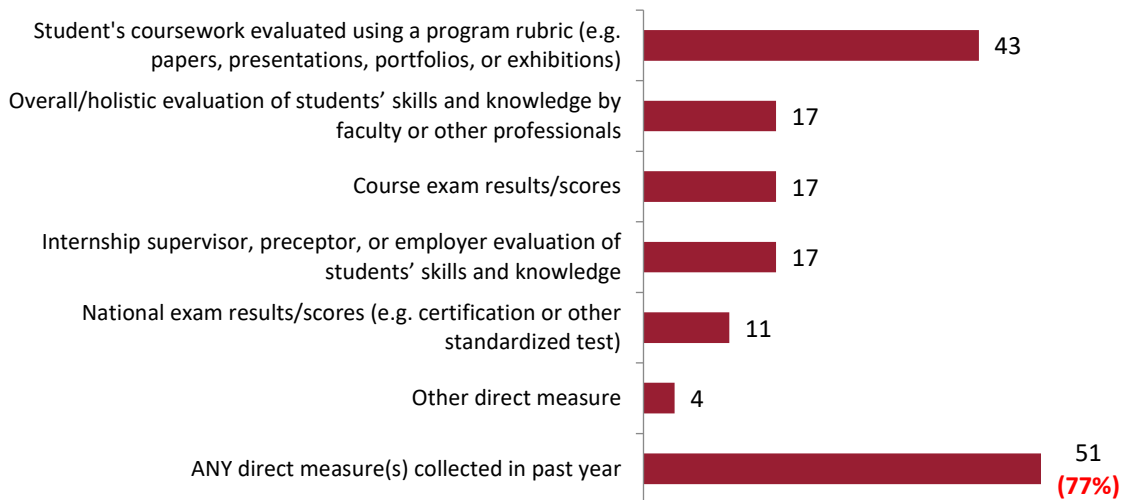 Student's coursework evaluated using a program rubric (e.g.
papers, presentations, portfolios, or exhibitions)
43
Overall/holistic evaluation of students’ skills and knowledge by
faculty or other professionals
17
Course exam results/scores
17
Internship supervisor, preceptor, or employer evaluation of
students’ skills and knowledge
17
National exam results/scores (e.g. certification or other
standardized test)
11
Other direct measure
4
ANY direct measure(s) collected in past year
51
(77%)